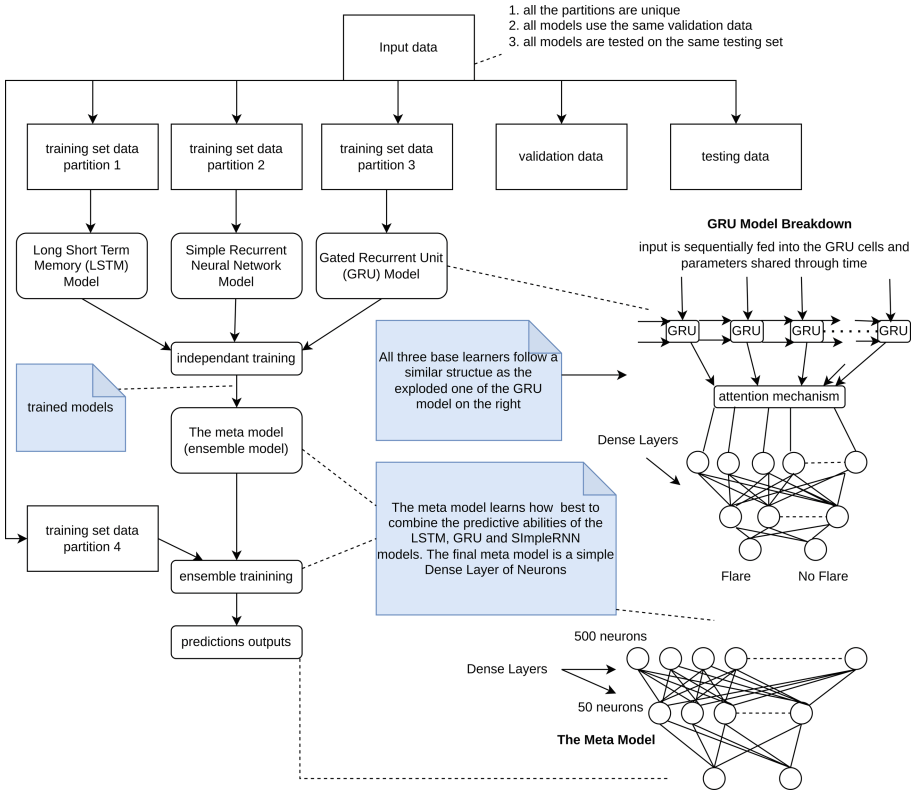 1. all the partitions are unique
2. all models use the same validation data
3. all models are tested on the same testing set
Input data
training set data
partition 1
training set data
partition 2
training set data
partition 3
validation data
testing data
Long Short Term
Memory (LSTM)
Model
Simple Recurrent
Neural Network
Model
Gated Recurrent Unit
(GRU) Model
GRU Model Breakdown
input is sequentially fed into the GRU cells and
parameters shared through time
GRU
GRU
GRU
GRU
independant training
All three base learners follow a
similar structue as the
exploded one of the GRU
model on the right
attention mechanism
trained models
The meta model
(ensemble model)
Dense Layers
training set data
partition 4
The meta model learns how best to
combine the predictive abilities of the
LSTM, GRU and SImpleRNN
models. The final meta model is a simple
Dense Layer of Neurons
ensemble trainining
Flare
No Flare
predictions outputs
500 neurons
Dense Layers
50 neurons
The Meta Model